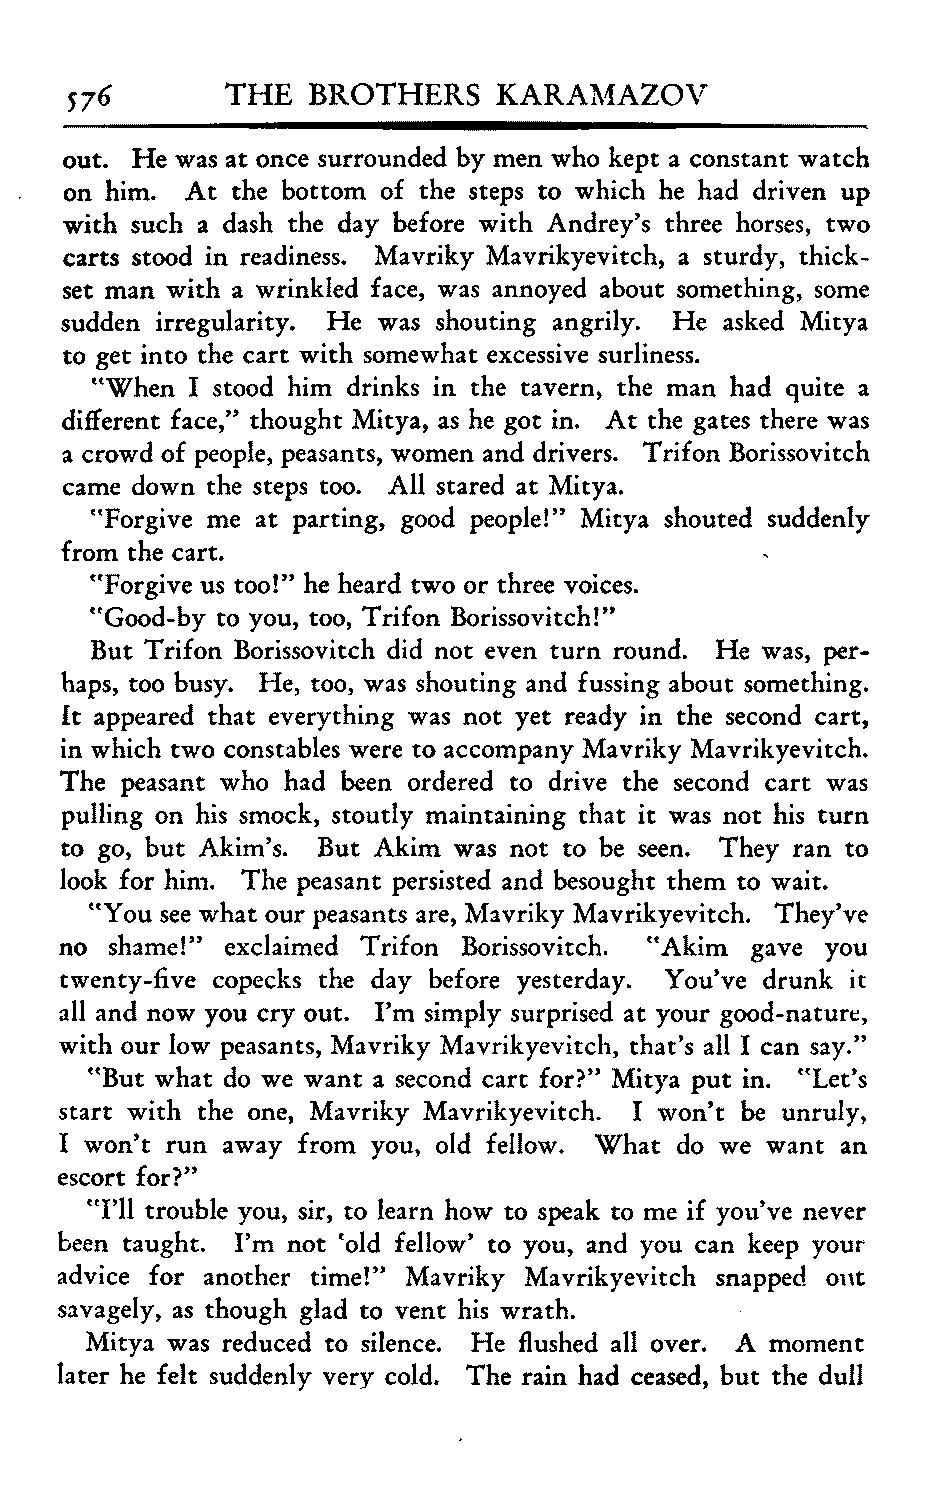 576 THE BROTHERS KARAMAZOV
out. He was at once surrounded by men who kept a constant watch
on him. At the bottom of the steps to which he had driven up
with such a dash the day before with Andrey's three horses, two
carts stood in readiness. Mavriky Mavrikyevitch, a sturdy, thick-
set man with a wrinkled face, was annoyed about something, some
sudden irregularity. He was shouting angrily. He asked Mitya
to get into the cart with somewhat excessive surliness.
"When I stood him drinks in the tavern, the man had quite a
different face," thought Mitya, as he got in. At the gates there was
a crowd of people, peasants, women and drivers. Trifon Borissovitch
came down the steps too. All stared at Mitya.
"Forgive me at parting, good people!" Mitya shouted suddenly
from the cart.
"Forgive us too!" he heard two or three voices.
"Good-by to you, too, Trifon Borissovitch!"
But Trifon Borissovitch did not even turn round. He was, per-
haps, too busy. He, too, was shouting and fussing about something.
It appeared that everything was not yet ready in the second cart,
in which two constables were to accompany Mavriky Mavrikyevitch.
The peasant who had been ordered to drive the second cart was
pulling on his smock, stoutly maintaining that it was not his turn
to go, but Akim's. But Akim was not to be seen. They ran to
look for him. The peasant persisted and besought them to wait.
"You see what our peasants are, Mavriky Mavrikyevitch. They've
no shame!" exclaimed Trifon Borissovitch. "Akim gave you
twenty-five copecks the day before yesterday. You've drunk it
all and now you cry out. I'm simply surprised at your good-nature,
with our low peasants, Mavriky Mavrikyevitch, that's all I can say."
"But what do we want a second cart for?" Mitya put in. "Let's
start with the one, Mavriky Mavrikyevitch. I won't be unruly,
I won't run away from you, old fellow. What do we want an
escort for?"
"I'll trouble you, sir, to learn how to speak to me if you've never
been taught. I'm not 'old fellow' to you, and you can keep your
advice for another time!" Mavriky Mavrikyevitch snapped out
savagely, as though glad to vent his wrath.
Mitya was reduced to silence. He flushed all over. A moment
later he felt suddenly very cold. The rain had ceased, but the dull